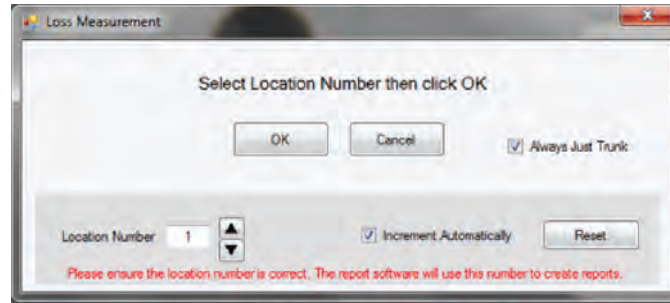 Loss Measurement
Select Location Number then click OK
OK Cancel
Always Just Trunk
Location Number 1 Increment Automatically Reset
Please ensure the location number is correct. The report software will use this number to create reports.